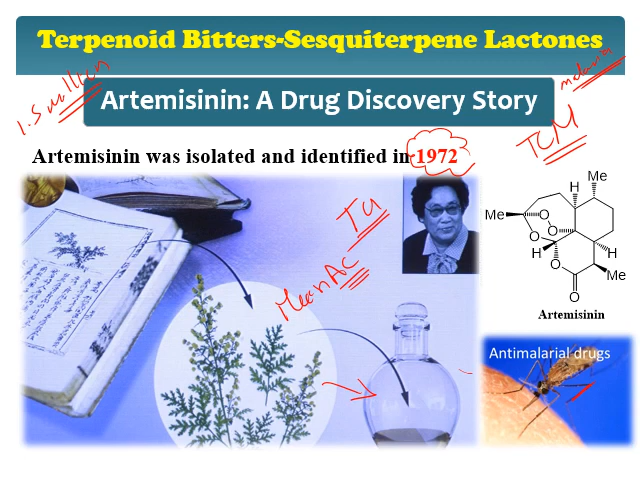 Terpenoid Bitters-Sesquiterpene Lactones
1.5 million
malaria
Artemisinin: A Drug Discovery Story
TCM
Artemisinin was isolated and identified in 1972
Tu
Me
H
Me
O
O
O
H
O
H
Me
O
Artemisinin
Antimalarial drugs